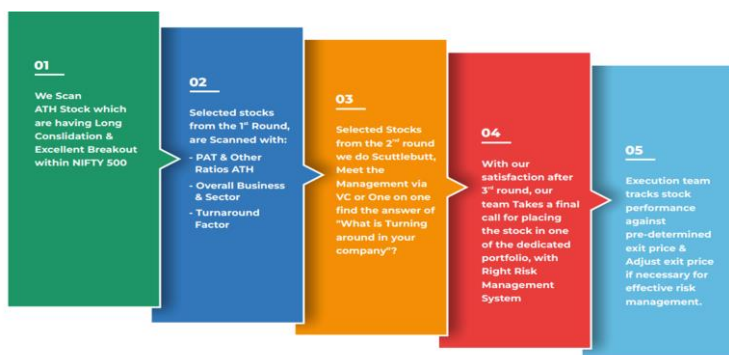 01
We Scan
ATH Stock which
are having Long
Conslidation &
Excellent Breakout
within NIFTY 500
02
Selected stocks
from the 1st Round,
are Scanned with:
- PAT & Other
Ratios ATH
- Overall Business
& Sector
- Turnaround
Factor
03
Selected Stocks
from the 2nd round
we do Scuttlebutt,
Meet the
Management via
VC or One on one
find the answer of
"What is Turning
around in your
company"?
04
With our
satisfaction after
3rd round, our
team Takes a final
call for placing
the stock in one
of the dedicated
portfolio, with
Right Risk
Management
System
05
Execution team
tracks stock
performance
against
pre-determined
exit price &
Adjust exit price
if necessary for
effective risk
management.